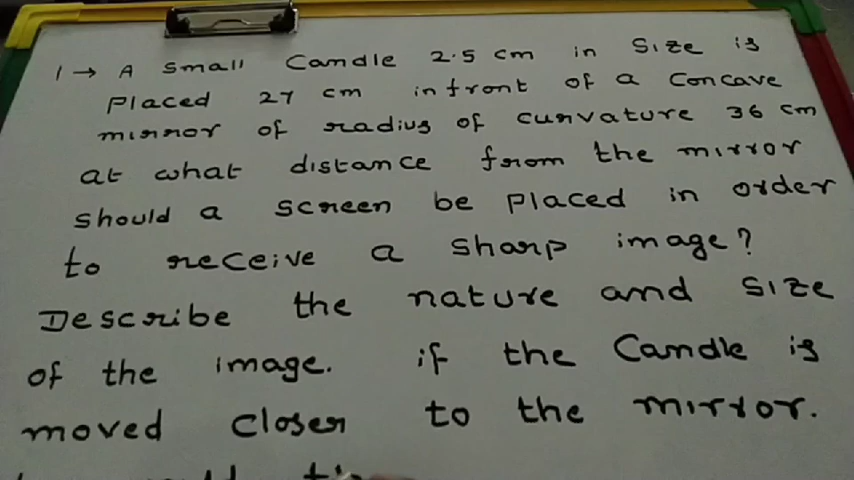 1 → A small Candle 2.5 cm in Size is
Placed 27 cm infront of a Concave
mirror of radius of curvature 36 cm
at what distance from the mirror
should a screen be placed in order
to receive a sharp image?
Describe the nature and size
of the image. if the Candle is
moved closer to the mirror.